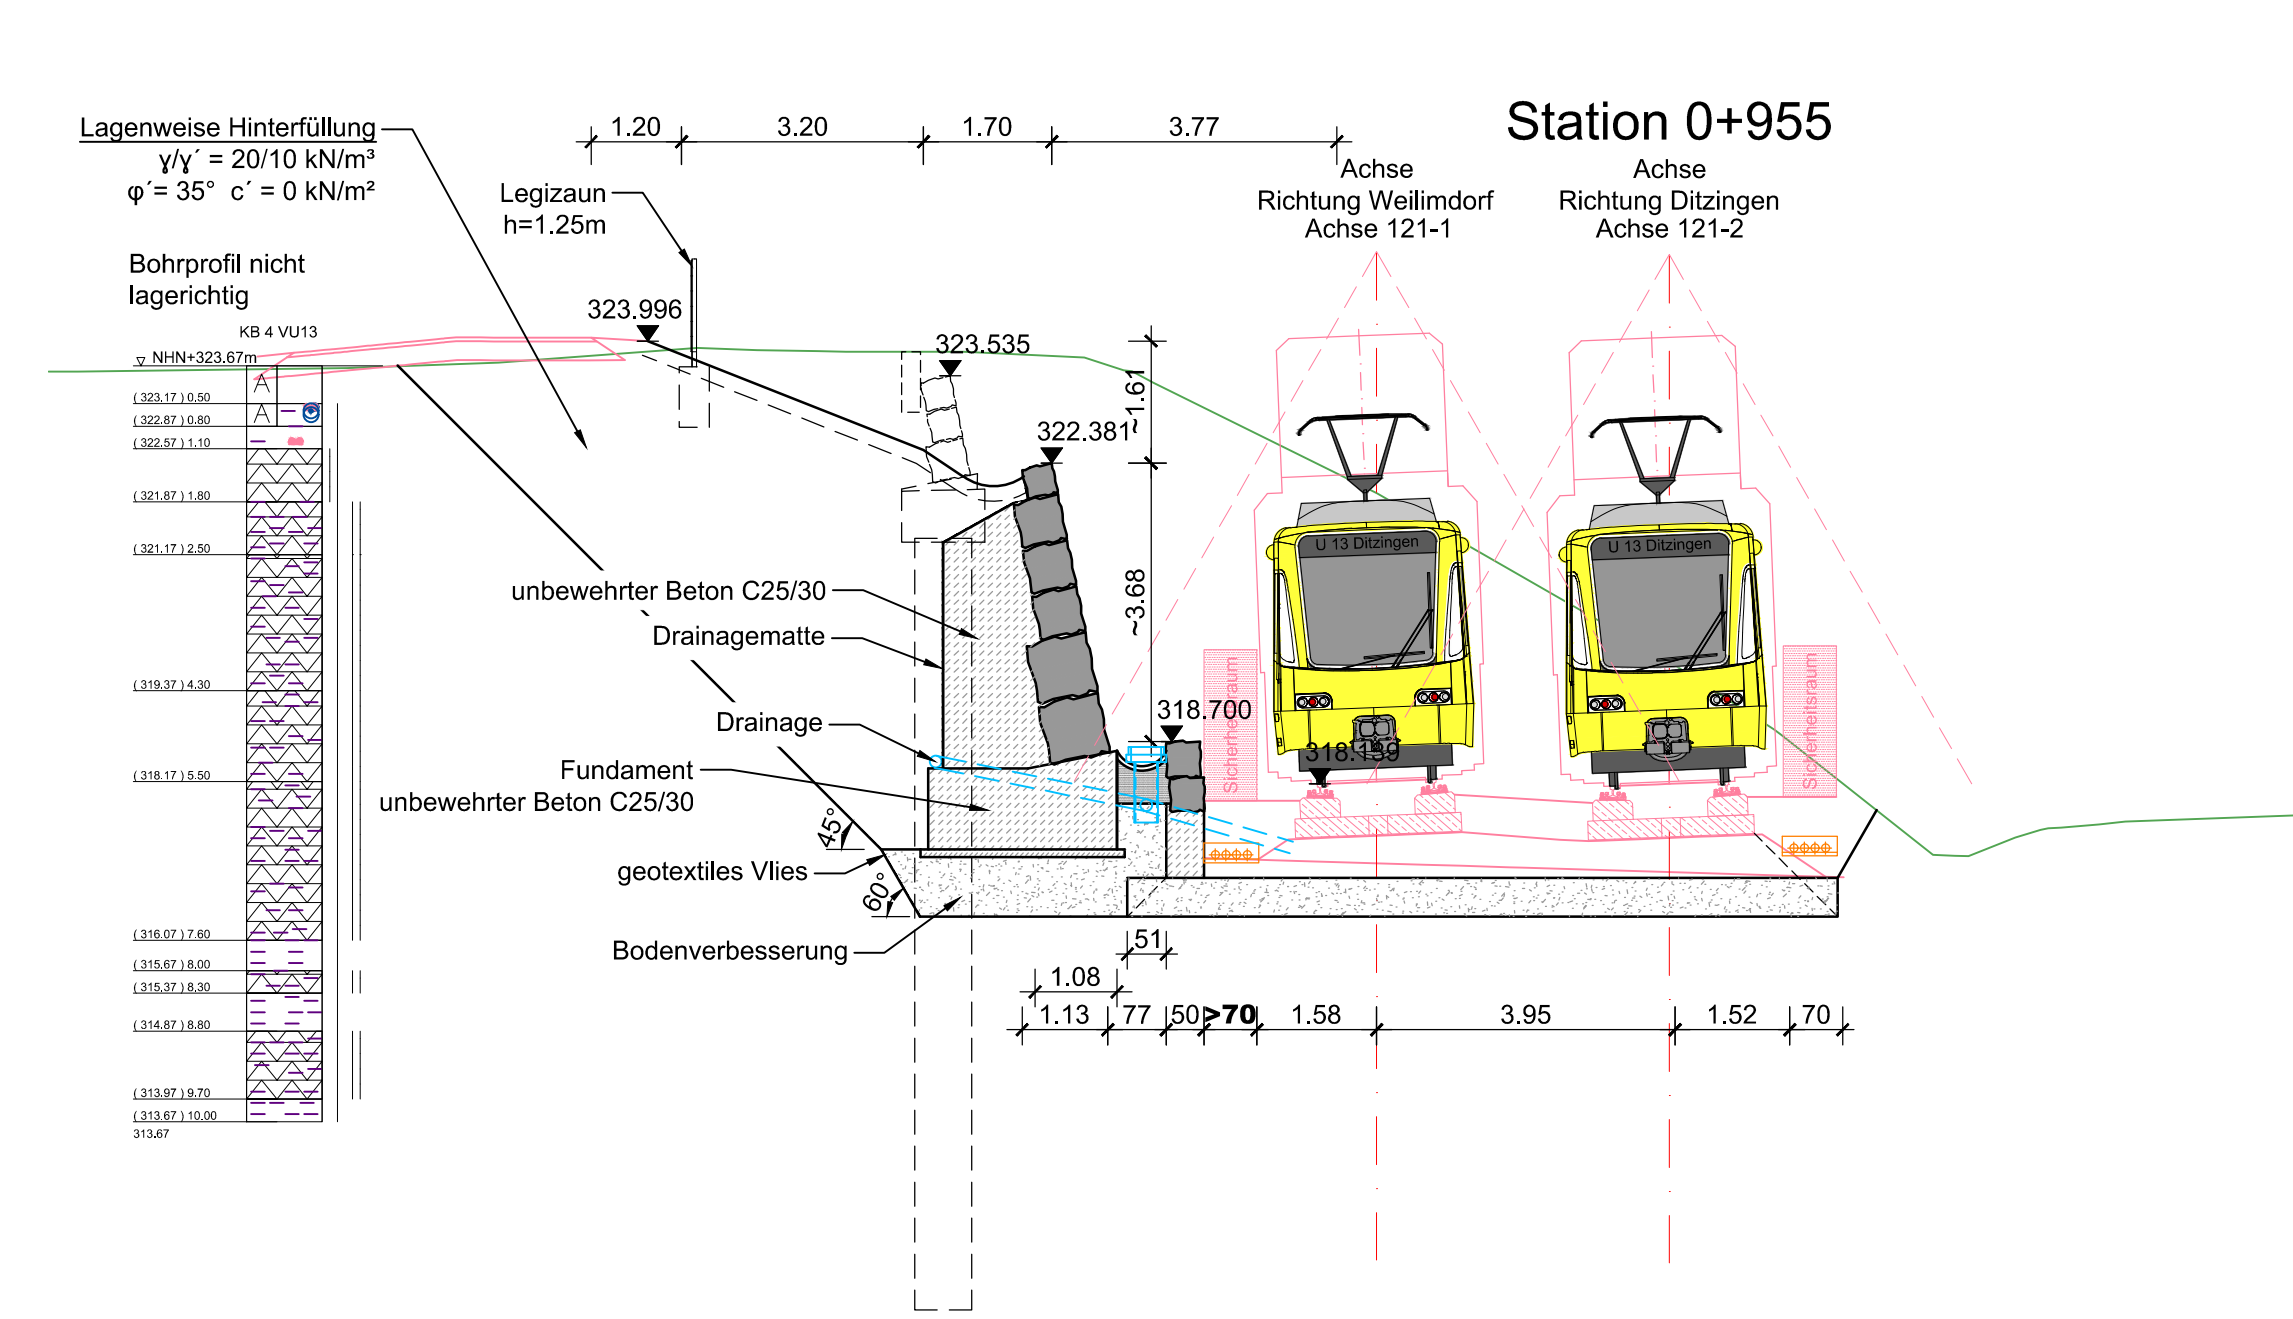 Station 0+955
1.20
3.20
1.70
3.77
Lagenweise Hinterfüllung
ɣ/ɣ´ = 20/10 kN/m³
φ´= 35° c´ = 0 kN/m²
Legizaun
h=1.25m
Achse
Richtung Weilimdorf
Achse 121-1
Achse
Richtung Ditzingen
Achse 121-2
Bohrprofil nicht
lagerichtig
KB 4 VU13
NHN+323.67m
A
( 323.17 ) 0.50
A
( 322.87 ) 0.80
( 322.57 ) 1.10
( 321.87 ) 1.80
( 321.17 ) 2.50
( 319.37 ) 4.30
( 318.17 ) 5.50
( 316.07 ) 7.60
( 315.67 ) 8.00
( 315.37 ) 8.30
( 314.87 ) 8.80
( 313.97 ) 9.70
( 313.67 ) 10.00
313.67
323.996
323.535
322.381
~1.61
~3.68
318.700
318.139
U 13 Ditzingen
U 13 Ditzingen
Sicherheitsraum
Sicherheitsraum
unbewehrter Beton C25/30
Drainagematte
Drainage
Fundament
unbewehrter Beton C25/30
45°
geotextiles Vlies
60°
Bodenverbesserung
51
1.08
1.13
77
50
>70
1.58
3.95
1.52
70